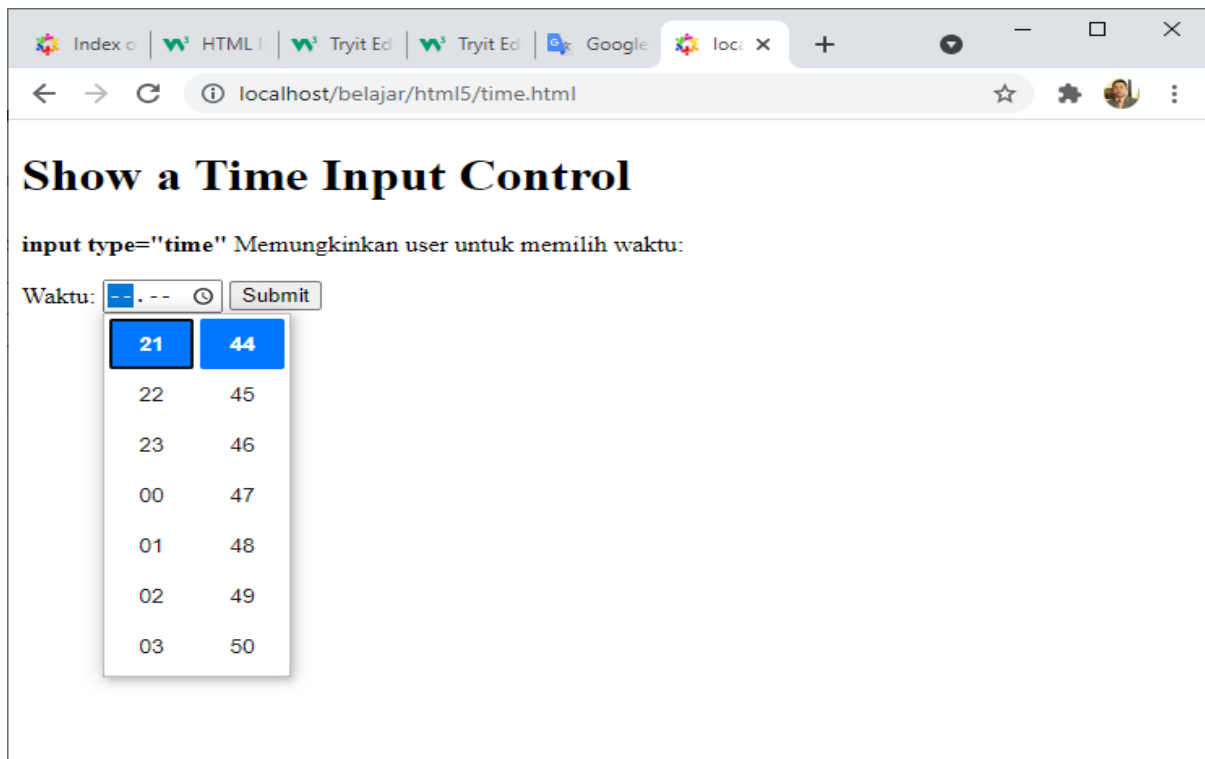 Index o HTML I Tryit Ed Tryit Ed Google loca
localhost/belajar/html5/time.html
Show a Time Input Control
input type="time" Memungkinkan user untuk memilih waktu:
Waktu: --.-- Submit
21 44
22 45
23 46
00 47
01 48
02 49
03 50